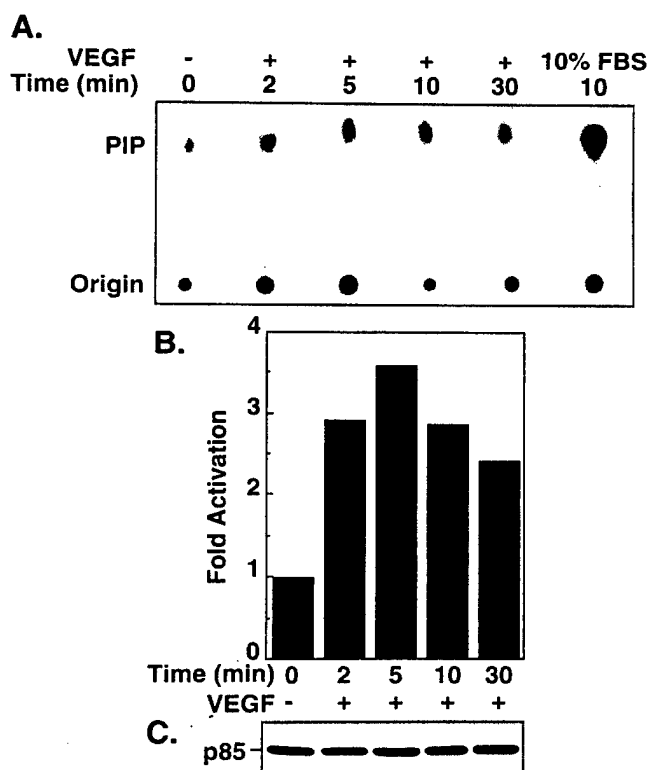 A.
VEGF - + + + + 10% FBS
Time (min) 0 2 5 10 30 10
PIP
Origin
B.
4
3
2
1
0
Fold Activation
Time (min) 0 2 5 10 30
VEGF - + + + +
C.
p85